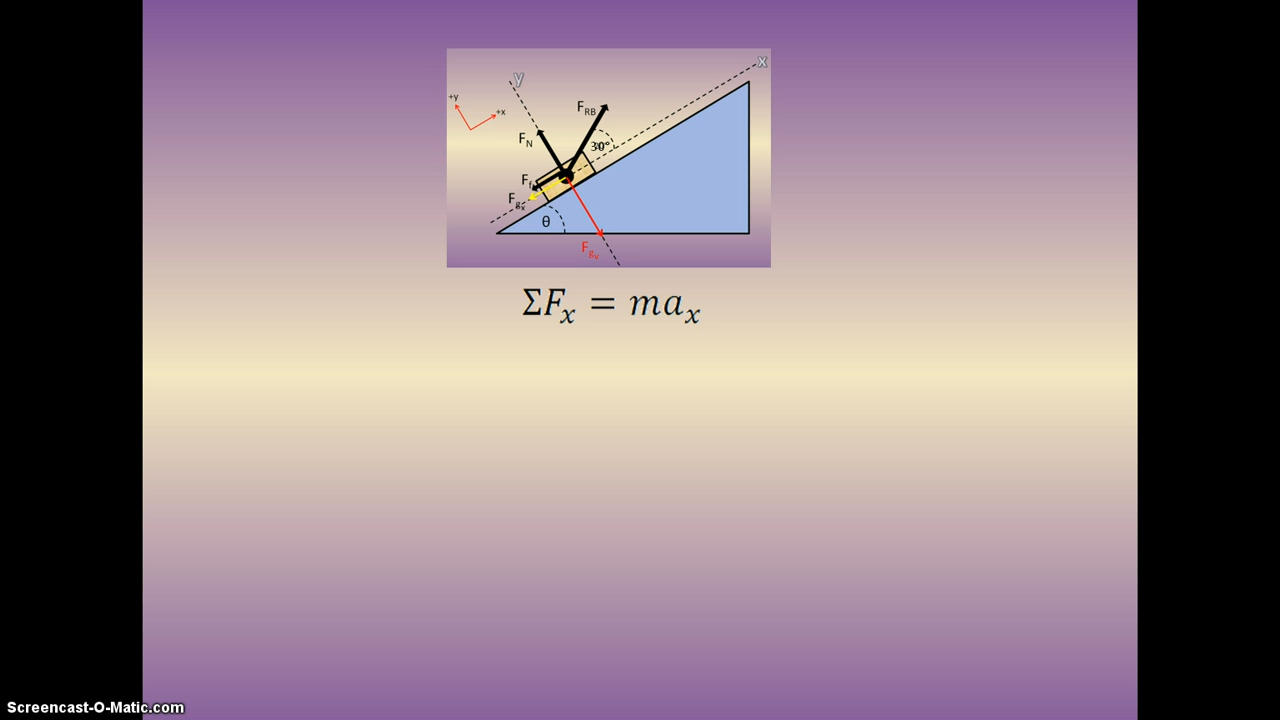 y
x
+y
+x
F_RB
F_N
30°
F_f
F_gx
θ
F_gy
ΣF_x = ma_x
Screencast-O-Matic.com